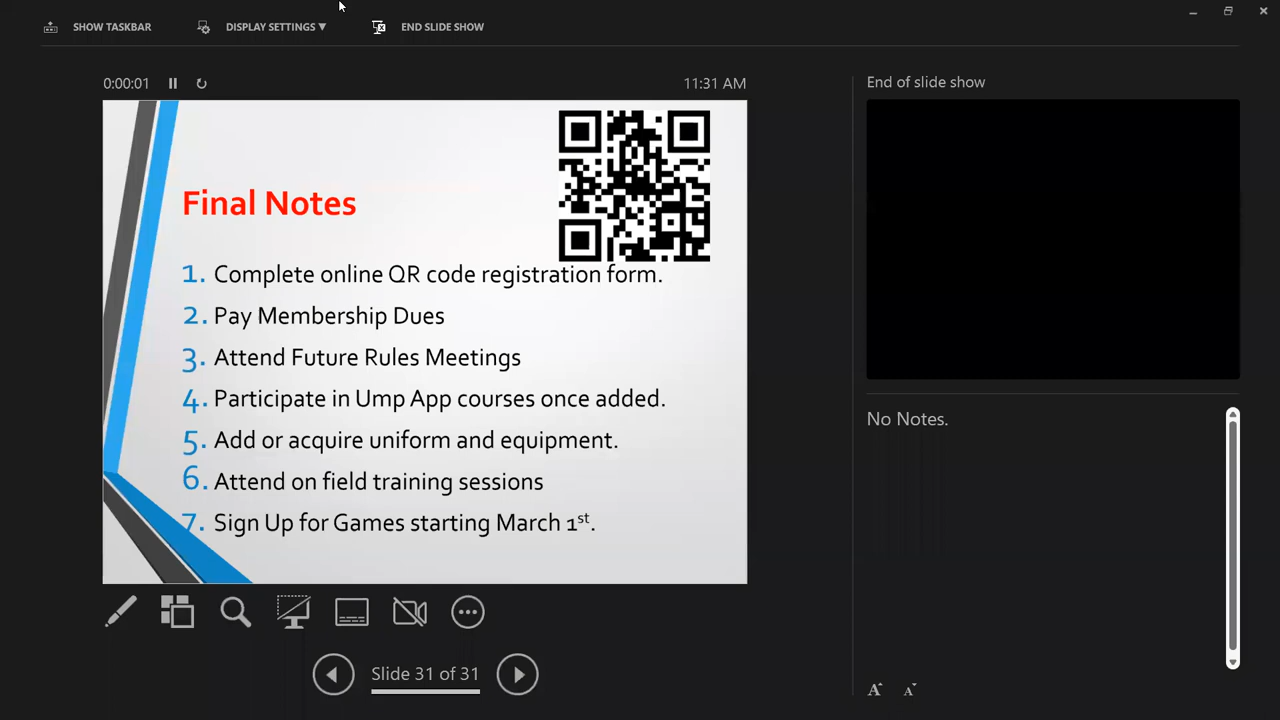 SHOW TASKBAR
DISPLAY SETTINGS ▼
END SLIDE SHOW
0:00:01
11:31 AM
End of slide show
Final Notes
1. Complete online QR code registration form.
2. Pay Membership Dues
3. Attend Future Rules Meetings
4. Participate in Ump App courses once added.
5. Add or acquire uniform and equipment.
6. Attend on field training sessions
7. Sign Up for Games starting March 1st.
No Notes.
Slide 31 of 31
A A